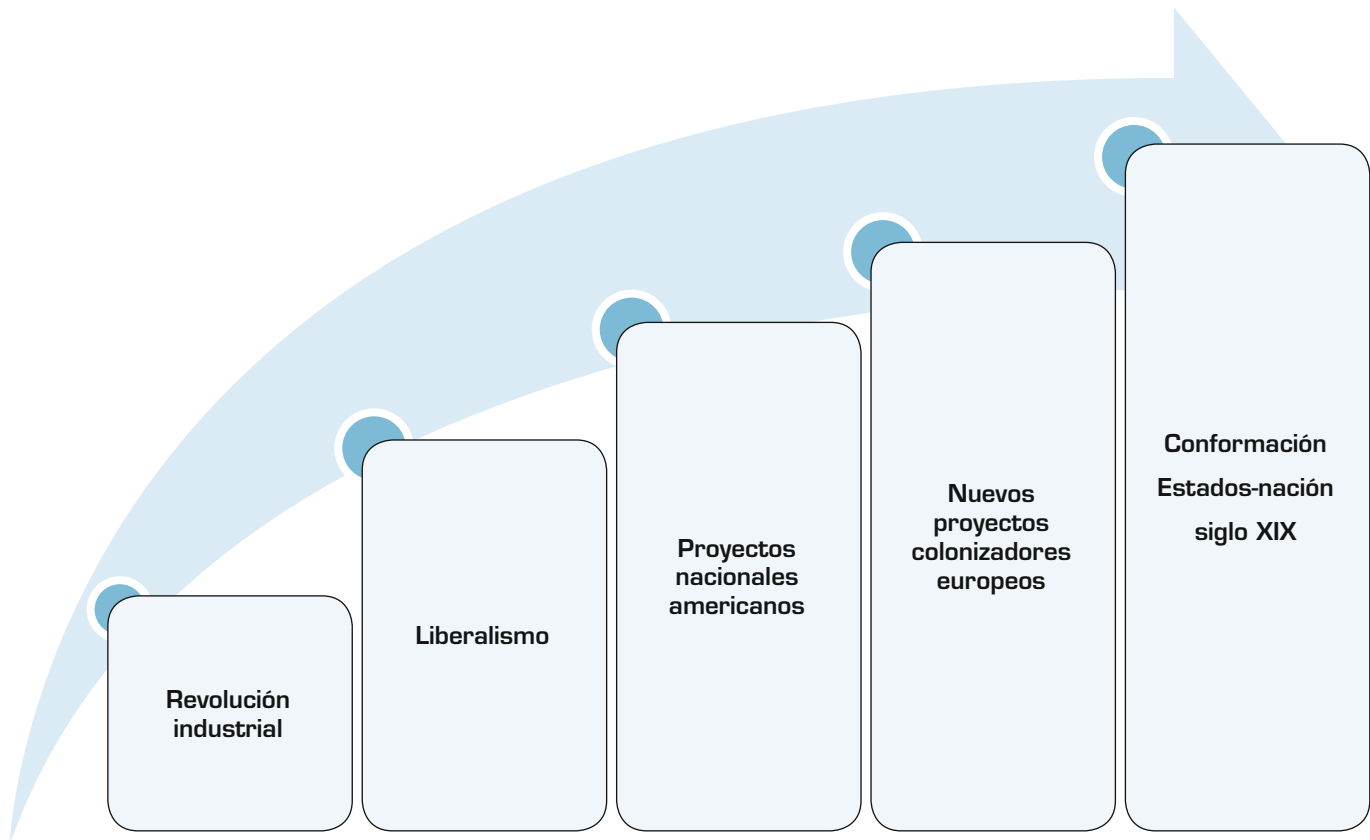 Revolución
industrial
Liberalismo
Proyectos
nacionales
americanos
Nuevos
proyectos
colonizadores
europeos
Conformación
Estados-nación
siglo XIX